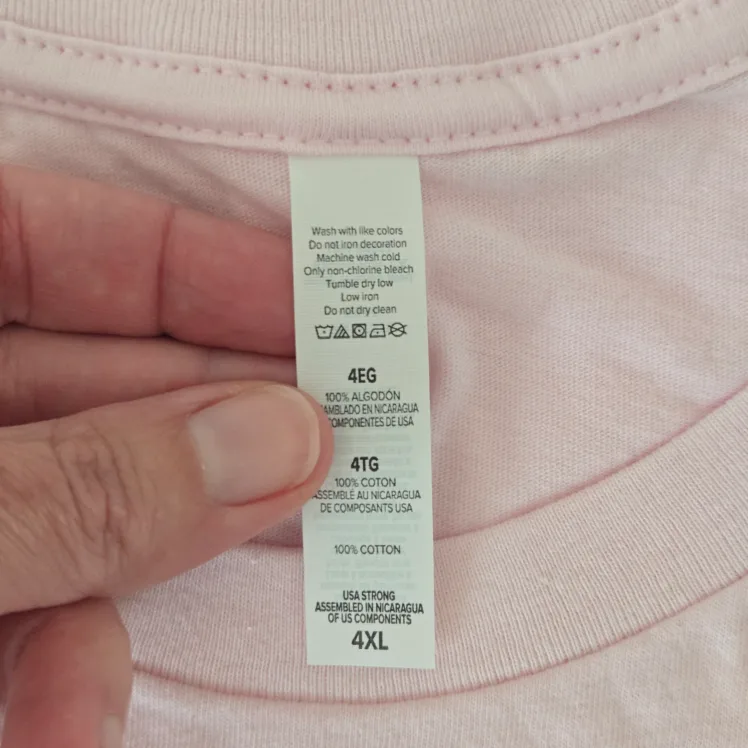 Wash with like colors
Do not iron decoration
Machine wash cold
Only non-chlorine bleach
Tumble dry low
Low iron
Do not dry clean
4EG
100% ALGODÓN
AMBLADO EN NICARAGUA
COMPONENTES DE USA
4TG
100% COTON
ASSEMBLÉ AU NICARAGUA
DE COMPOSANTS USA
100% COTTON
USA STRONG
ASSEMBLED IN NICARAGUA
OF US COMPONENTS
4XL